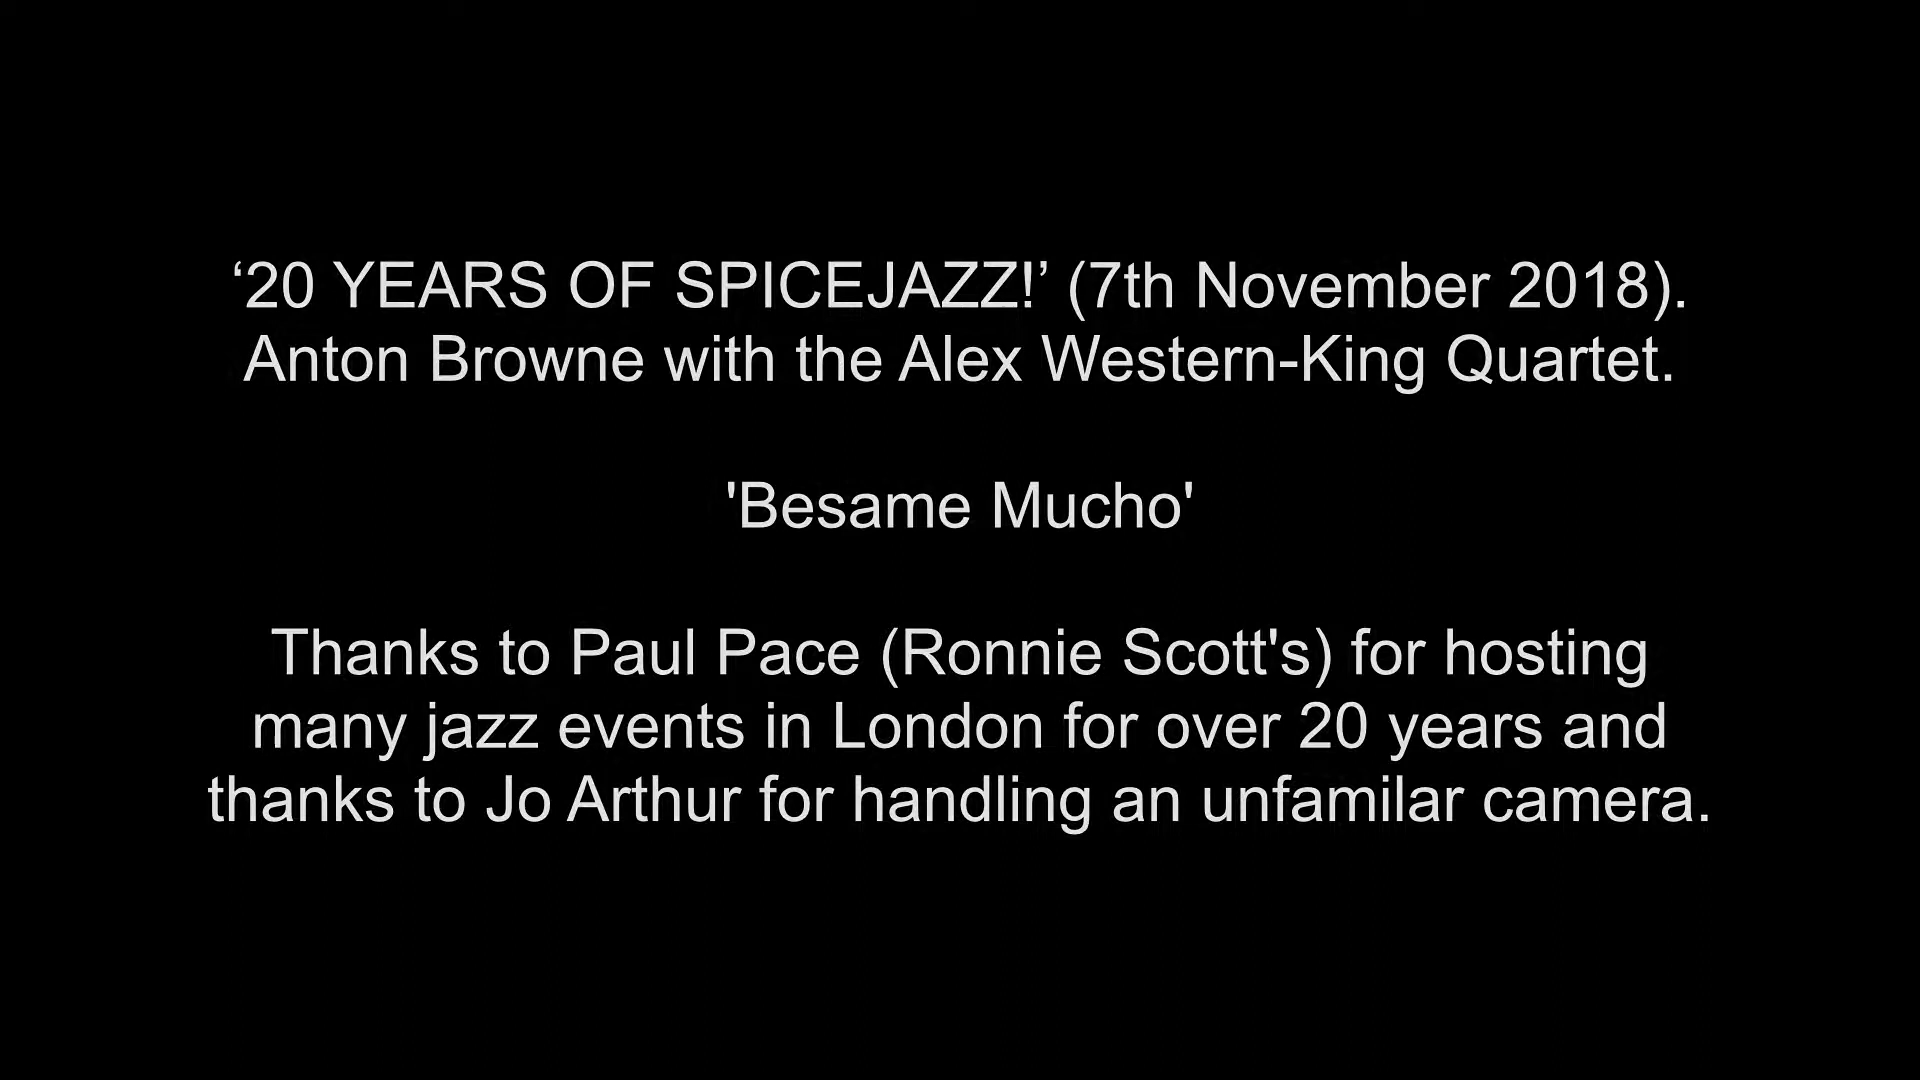 ‘20 YEARS OF SPICEJAZZ!’ (7th November 2018).
Anton Browne with the Alex Western-King Quartet.
'Besame Mucho'
Thanks to Paul Pace (Ronnie Scott's) for hosting
many jazz events in London for over 20 years and
thanks to Jo Arthur for handling an unfamilar camera.